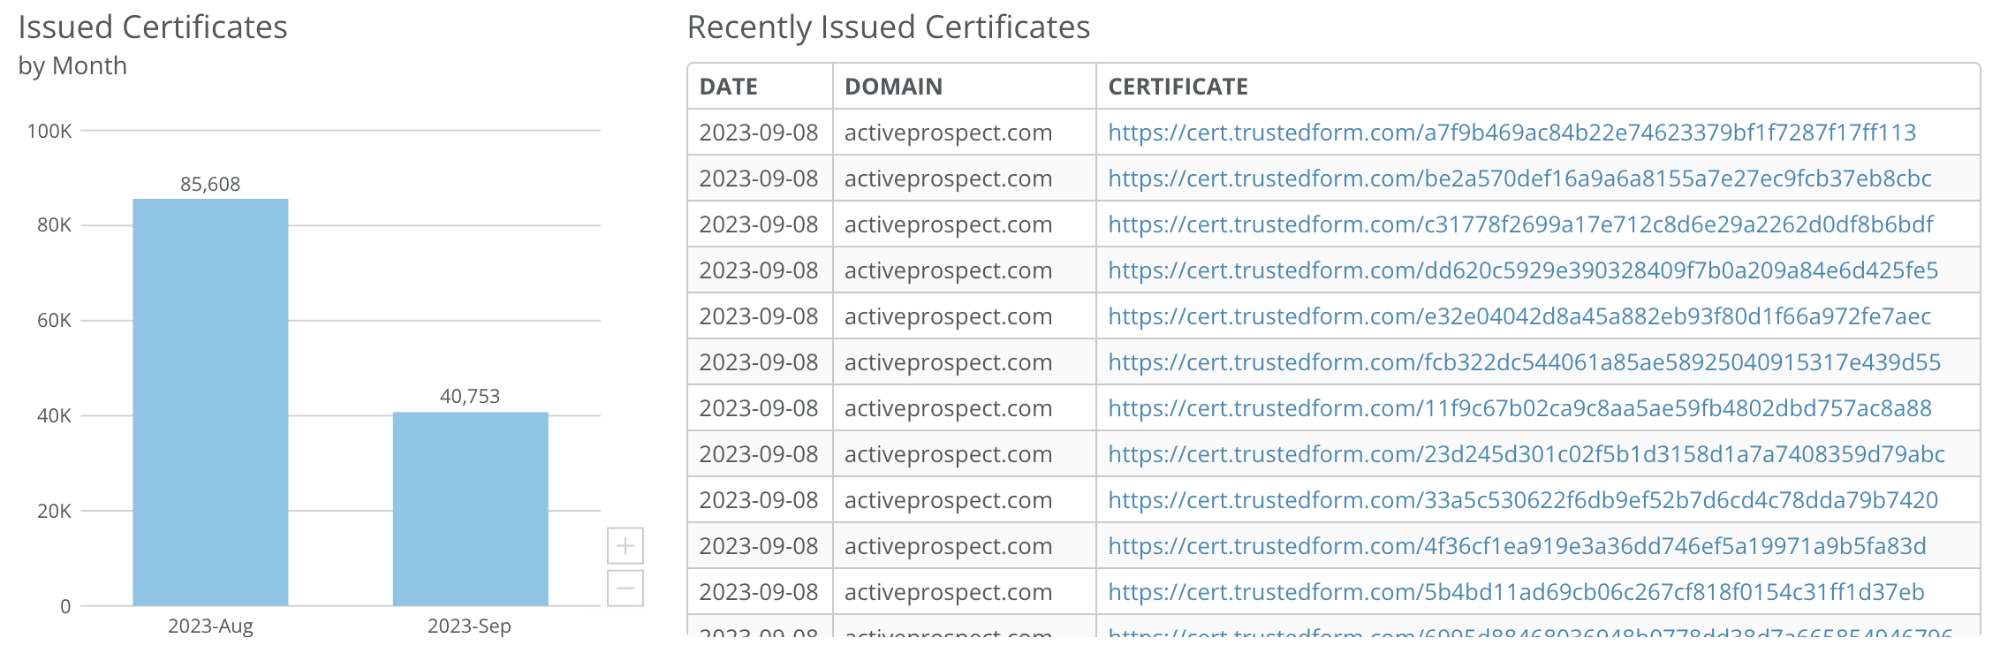 Issued Certificates
by Month
100K
85,608
80K
60K
40,753
40K
20K
0
2023-Aug 2023-Sep
Recently Issued Certificates
DATE DOMAIN CERTIFICATE
2023-09-08 activeprospect.com https://cert.trustedform.com/a7f9b469ac84b22e74623379bf1f7287f17ff113
2023-09-08 activeprospect.com https://cert.trustedform.com/be2a570def16a9a6a8155a7e27ec9fcb37eb8cbc
2023-09-08 activeprospect.com https://cert.trustedform.com/c31778f2699a17e712c8d6e29a2262d0df8b6bdf
2023-09-08 activeprospect.com https://cert.trustedform.com/dd620c5929e390328409f7b0a209a84e6d425fe5
2023-09-08 activeprospect.com https://cert.trustedform.com/e32e04042d8a45a882eb93f80d1f66a972fe7aec
2023-09-08 activeprospect.com https://cert.trustedform.com/fcb322dc544061a85ae58925040915317e439d55
2023-09-08 activeprospect.com https://cert.trustedform.com/11f9c67b02ca9c8aa5ae59fb4802dbd757ac8a88
2023-09-08 activeprospect.com https://cert.trustedform.com/23d245d301c02f5b1d3158d1a7a7408359d79abc
2023-09-08 activeprospect.com https://cert.trustedform.com/33a5c530622f6db9ef52b7d6cd4c78dda79b7420
2023-09-08 activeprospect.com https://cert.trustedform.com/4f36cf1ea919e3a36dd746ef5a19971a9b5fa83d
2023-09-08 activeprospect.com https://cert.trustedform.com/5b4bd11ad69cb06c267cf818f0154c31ff1d37eb
2023-09-08 activeprospect.com